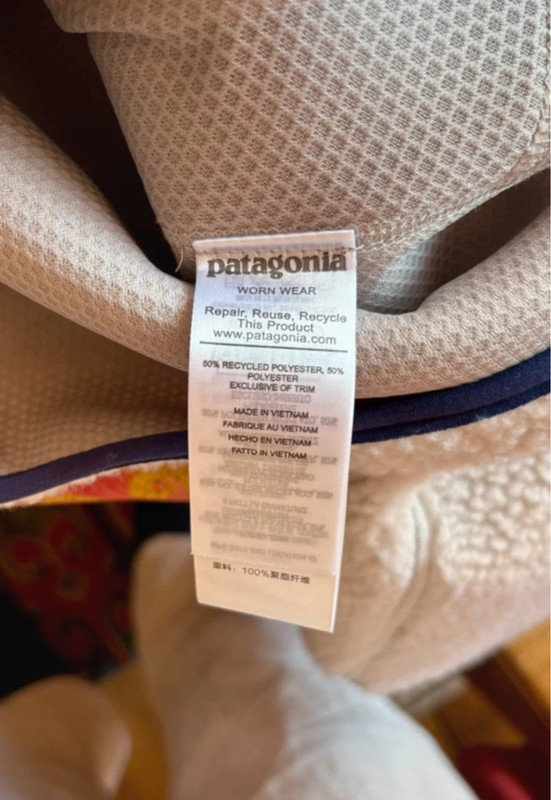 patagonia
WORN WEAR
Repair, Reuse, Recycle
This Product
www.patagonia.com
50% RECYCLED POLYESTER, 50%
POLYESTER
EXCLUSIVE OF TRIM
MADE IN VIETNAM
FABRIQUE AU VIETNAM
HECHO EN VIETNAM
FATTO IN VIETNAM
面料：100%聚酯纤维